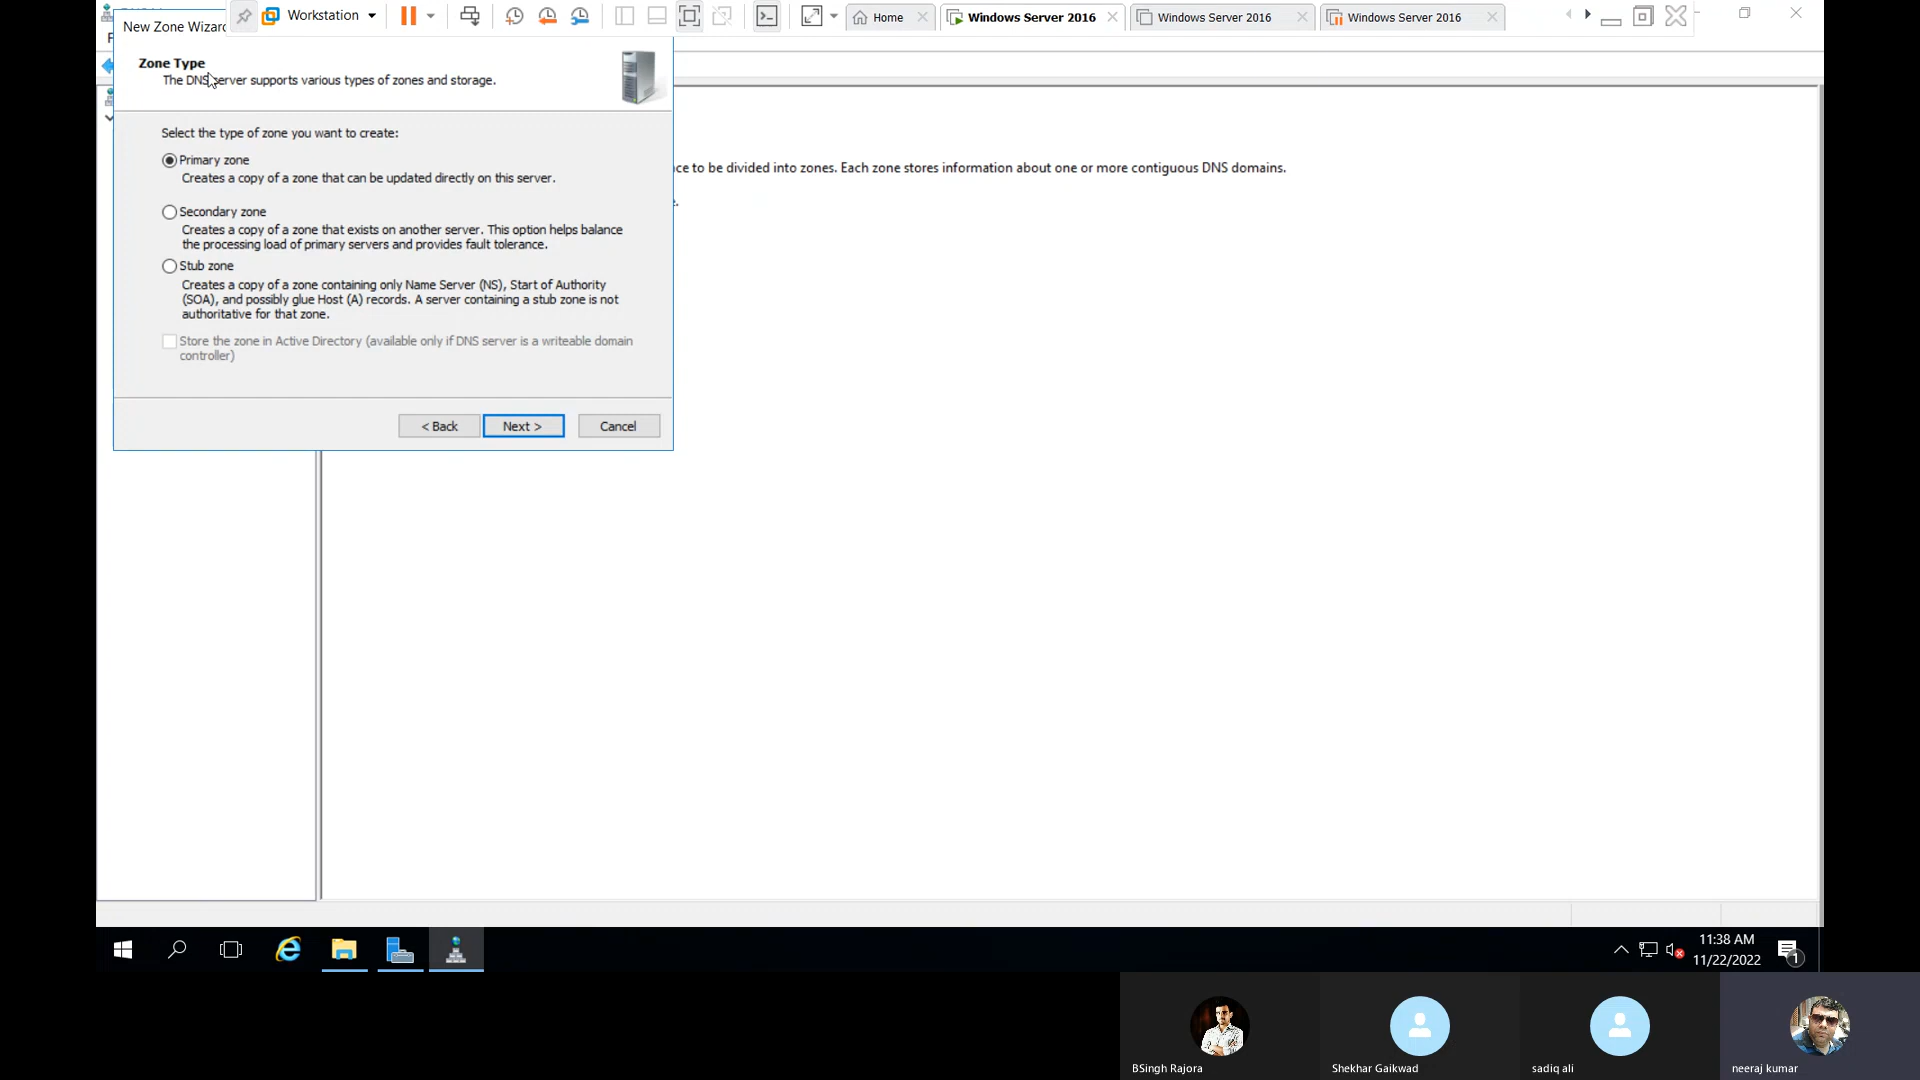 New Zone Wizard
Workstation
Home
Windows Server 2016
Windows Server 2016
Windows Server 2016
Zone Type
The DNS server supports various types of zones and storage.
Select the type of zone you want to create:
Primary zone
Creates a copy of a zone that can be updated directly on this server.
to be divided into zones. Each zone stores information about one or more contiguous DNS domains.
Secondary zone
Creates a copy of a zone that exists on another server. This option helps balance
the processing load of primary servers and provides fault tolerance.
Stub zone
Creates a copy of a zone containing only Name Server (NS), Start of Authority
(SOA), and possibly glue Host (A) records. A server containing a stub zone is not
authoritative for that zone.
Store the zone in Active Directory (available only if DNS server is a writeable domain
controller)
< Back
Next >
Cancel
11:38 AM
11/22/2022
1
BSingh Rajora
Shekhar Gaikwad
sadiq ali
neeraj kumar